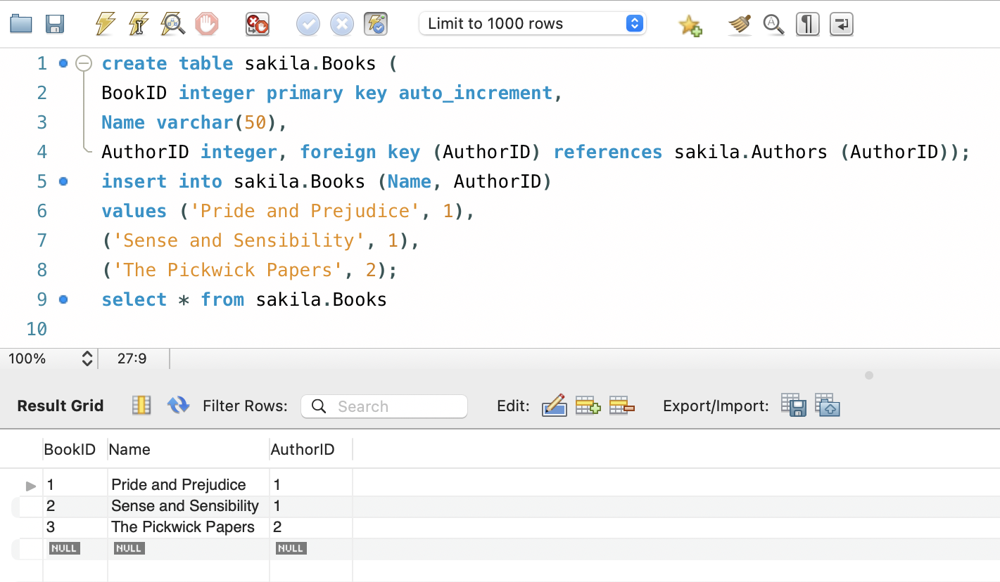 Limit to 1000 rows
1 create table sakila.Books (
2 BookID integer primary key auto_increment,
3 Name varchar(50),
4 AuthorID integer, foreign key (AuthorID) references sakila.Authors (AuthorID));
5 insert into sakila.Books (Name, AuthorID)
6 values ('Pride and Prejudice', 1),
7 ('Sense and Sensibility', 1),
8 ('The Pickwick Papers', 2);
9 select * from sakila.Books
10
100% 27:9
Result Grid Filter Rows: Search Edit: Export/Import:
BookID Name AuthorID
1 Pride and Prejudice 1
2 Sense and Sensibility 1
3 The Pickwick Papers 2
NULL NULL NULL